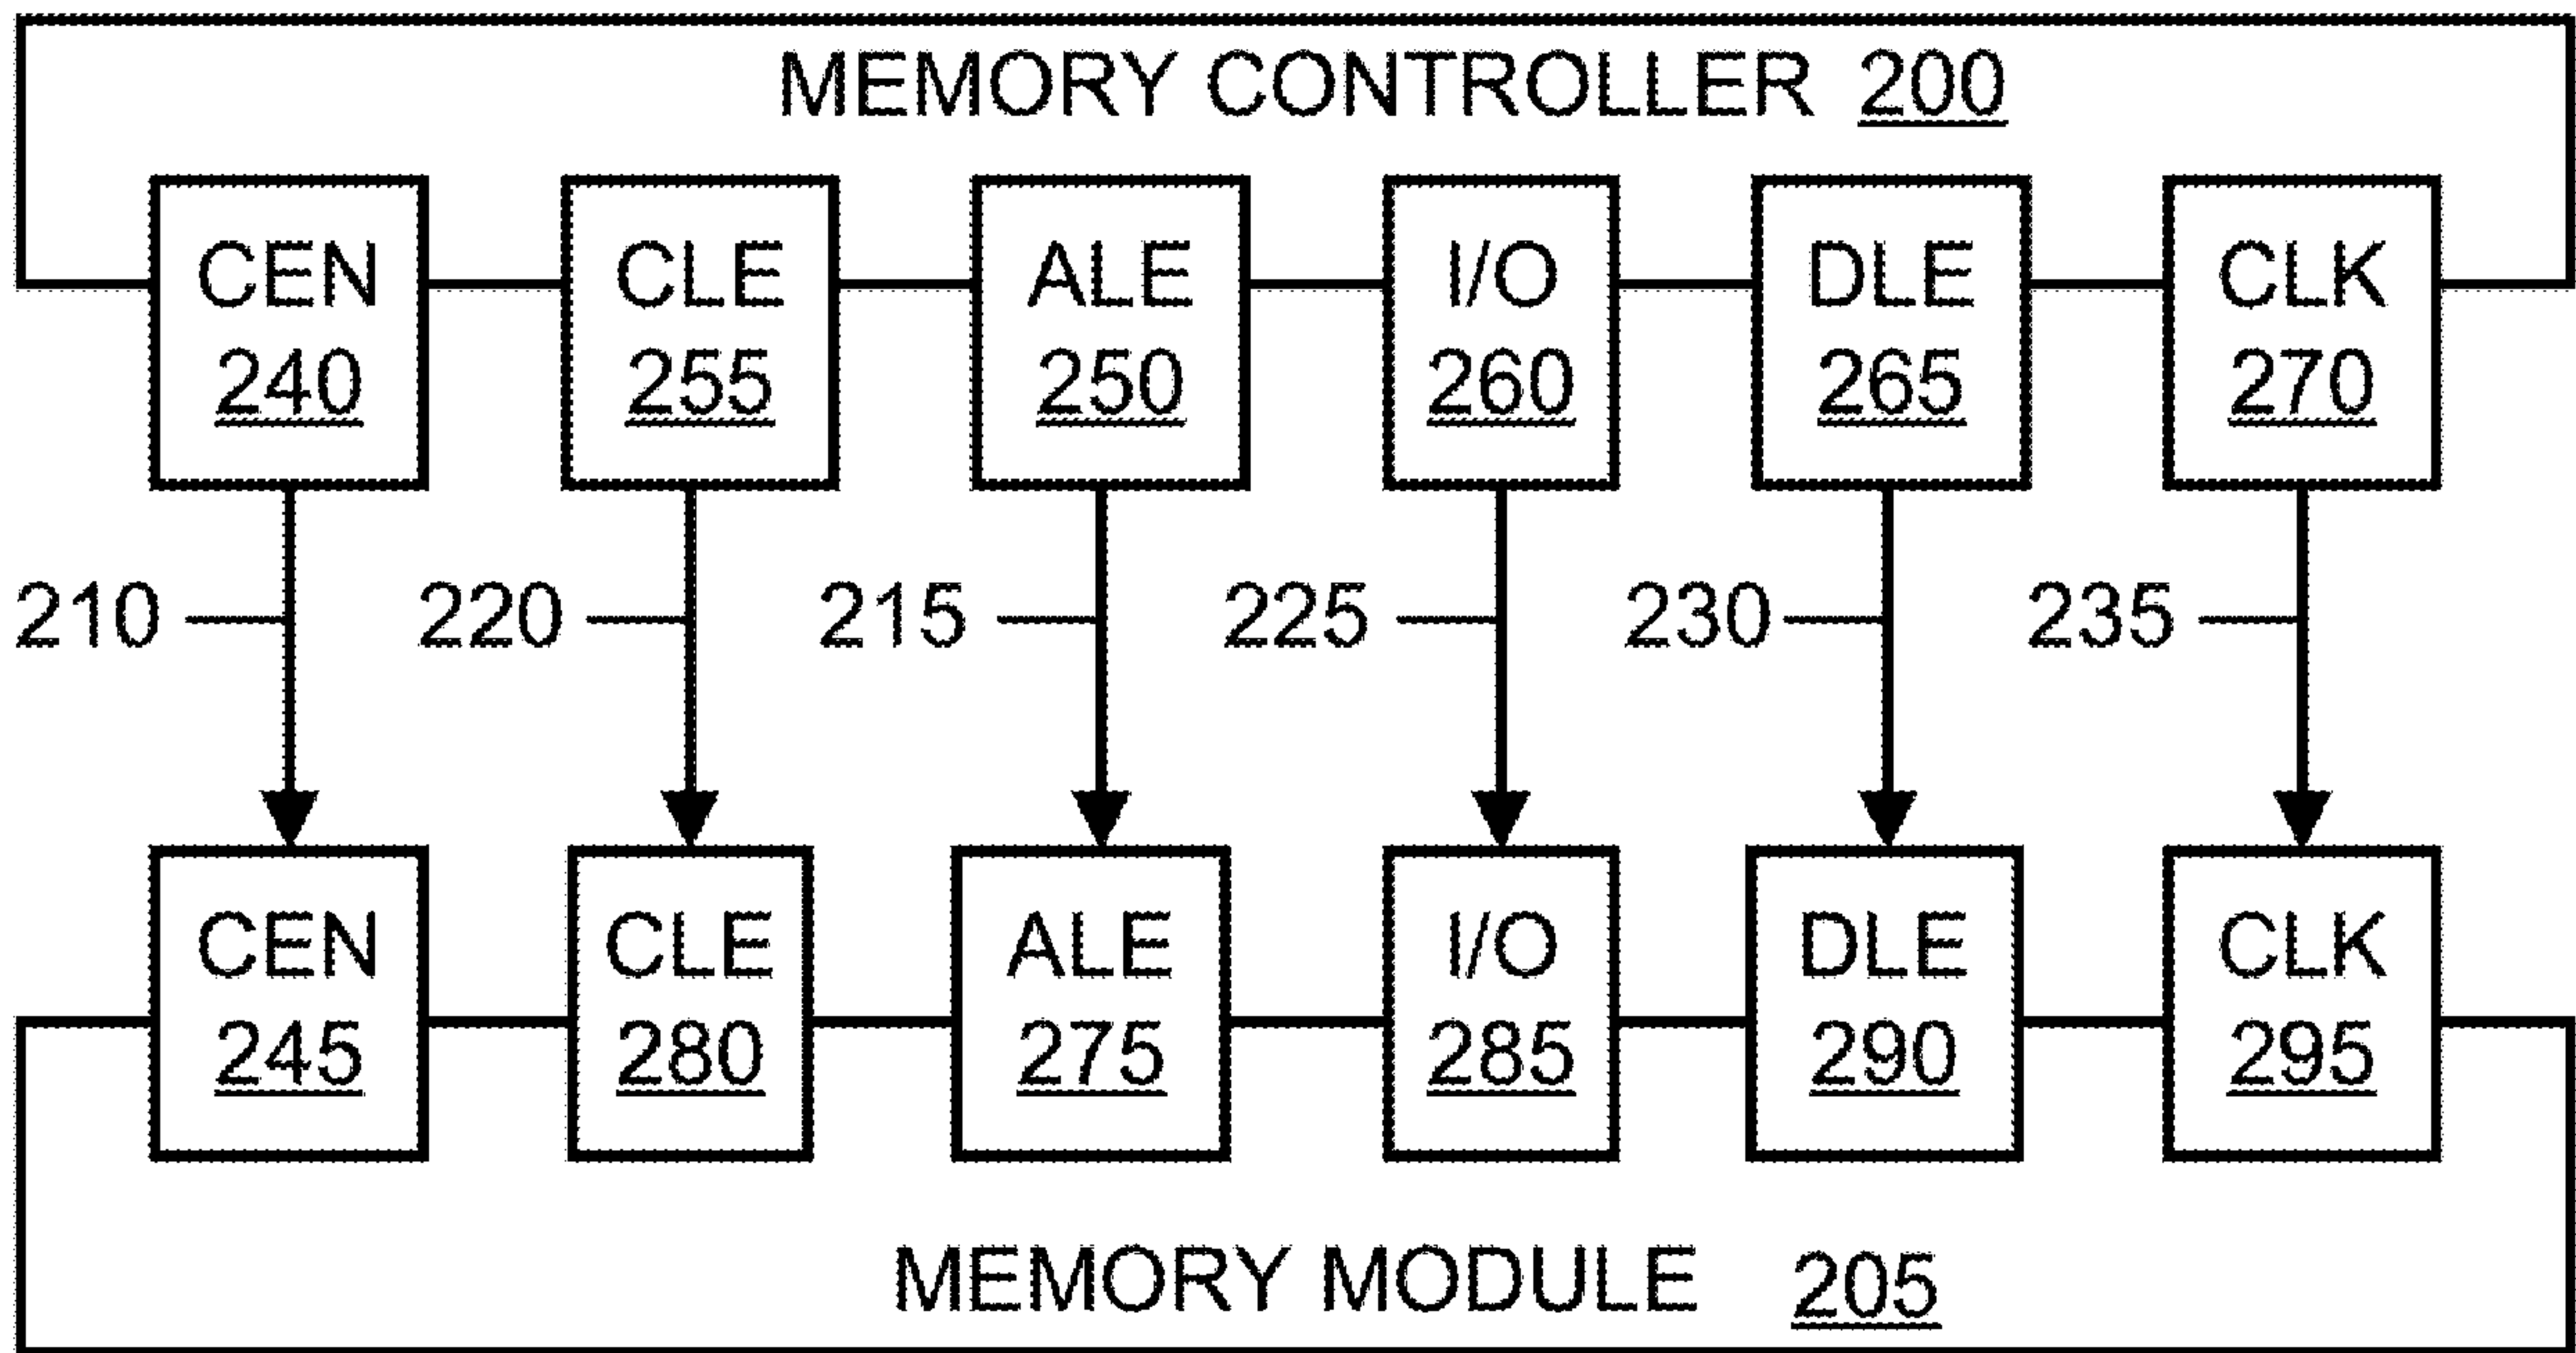 MEMORY CONTROLLER 200
CEN CLE ALE I/O DLE CLK
240 255 250 260 265 270
210 220 215 225 230 235
CEN CLE ALE I/O DLE CLK
245 280 275 285 290 295
MEMORY MODULE 205